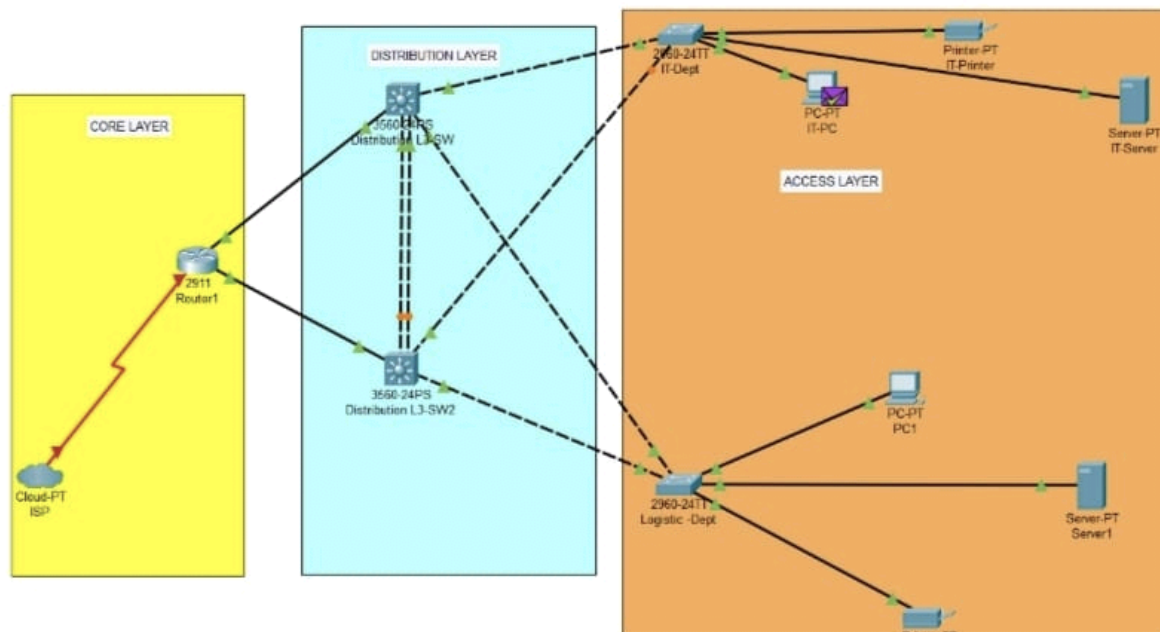 CORE LAYER
2911
Router1
Cloud-PT
ISP
DISTRIBUTION LAYER
3560-24PS
Distribution L3-SW
3560-24PS
Distribution L3-SW2
2960-24TT
IT-Dept
Printer-PT
IT-Printer
PC-PT
IT-PC
Server-PT
IT-Server
ACCESS LAYER
PC-PT
PC1
2960-24TT
Logistic -Dept
Server-PT
Server1